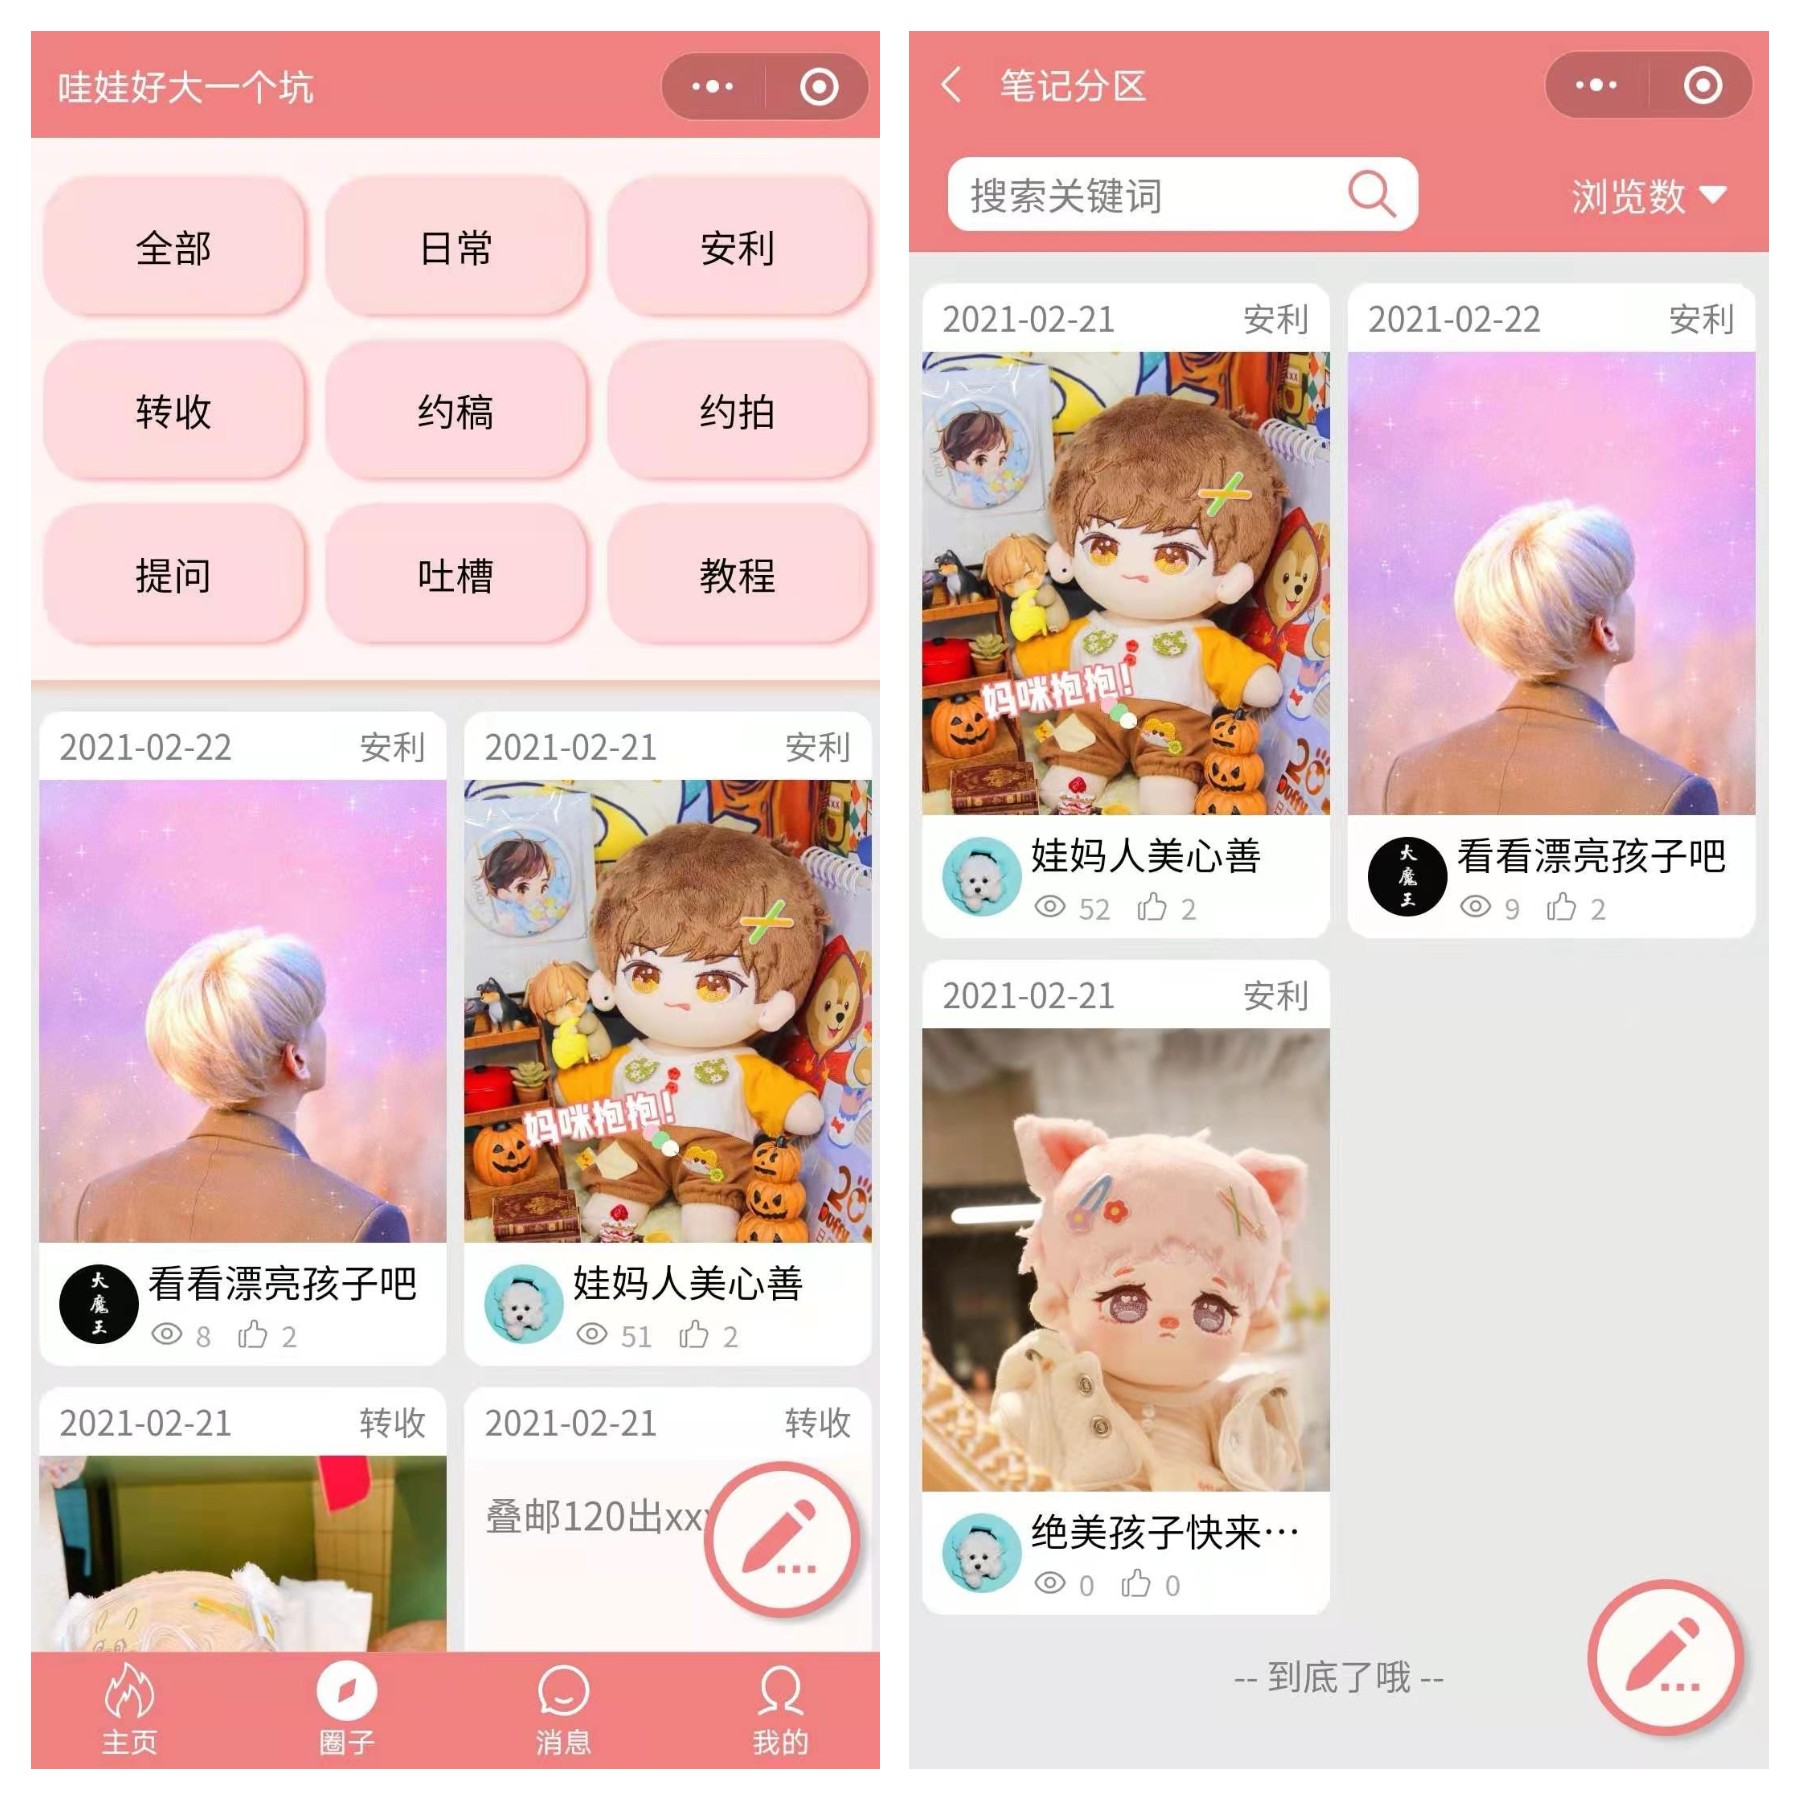 哇娃好大一个坑
全部
日常
安利
转收
约稿
约拍
提问
吐槽
教程
2021-02-22
安利
2021-02-21
安利
妈咪抱抱!
大魔王
看看漂亮孩子吧
8
2
娃妈人美心善
51
2
2021-02-21
转收
2021-02-21
转收
叠邮120出xx
主页
圈子
消息
我的
笔记分区
搜索关键词
浏览数
2021-02-21
安利
2021-02-22
安利
妈咪抱抱!
娃妈人美心善
52
2
大魔王
看看漂亮孩子吧
9
2
2021-02-21
安利
绝美孩子快来…
0
0
-- 到底了哦 --